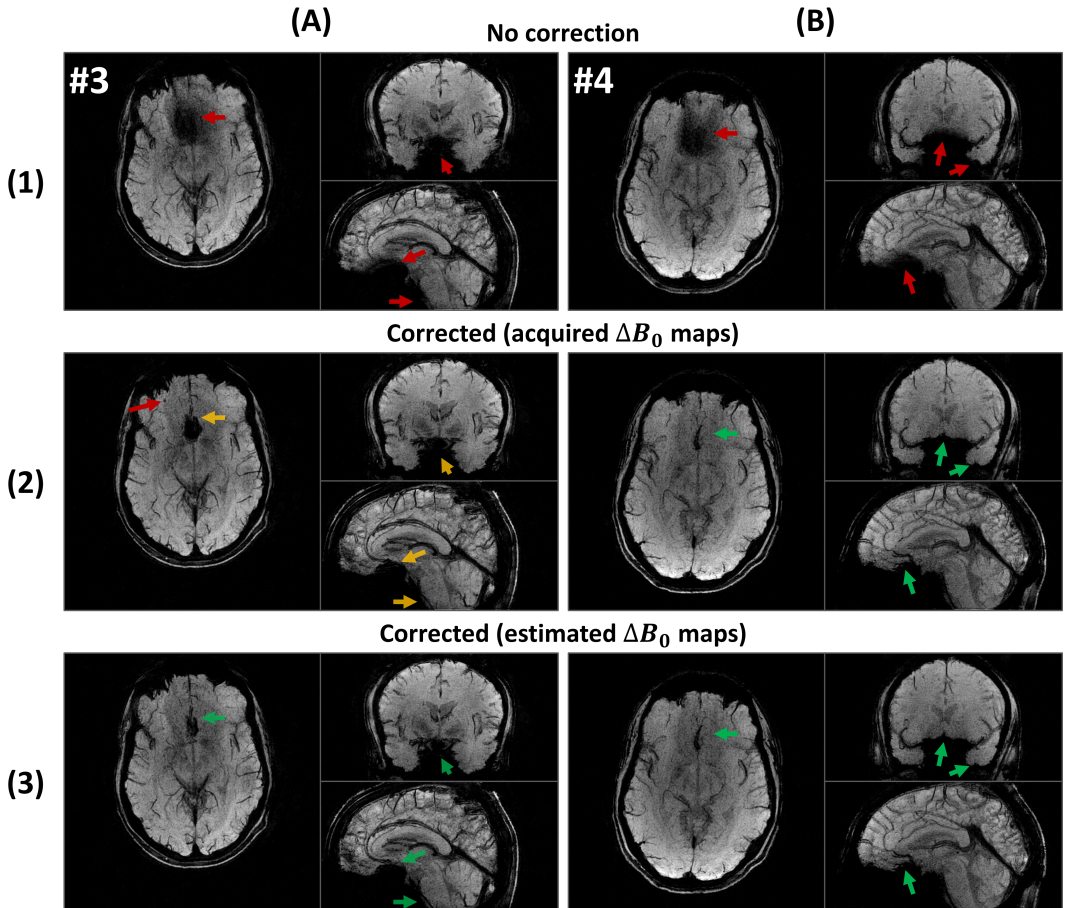 (A)
(B)
No correction
#3
#4
(1)
Corrected (acquired Δ𝑩₀ maps)
(2)
Corrected (estimated Δ𝑩₀ maps)
(3)